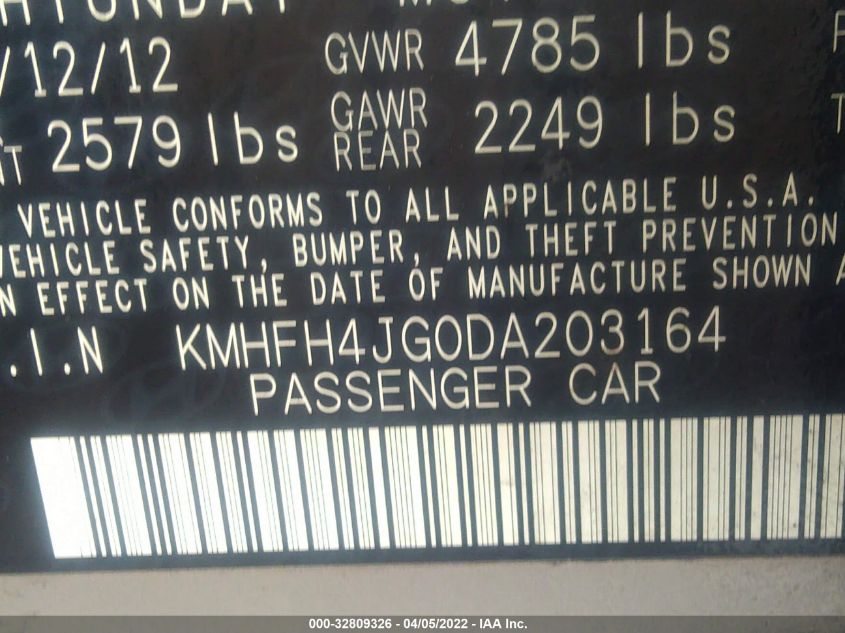 HYUNDAI MO
/12/12 GVWR 4785 lbs
2579 lbs GAWR REAR 2249 lbs
VEHICLE CONFORMS TO ALL APPLICABLE U.S.A.
VEHICLE SAFETY, BUMPER, AND THEFT PREVENTION
N EFFECT ON THE DATE OF MANUFACTURE SHOWN A
.I.N KMHFH4JG0DA203164
PASSENGER CAR
000-32809326 - 04/05/2022 - IAA Inc.